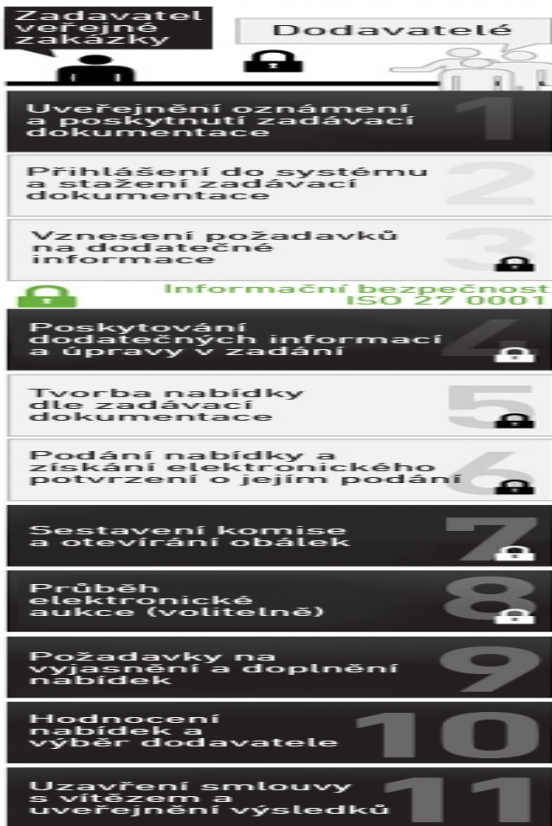 Zadavatel
veřejné
zakázky
Dodavatelé
Uveřejnění oznámení
a poskytnutí zadávací
dokumentace
1
Přihlášení do systému
a stažení zadávací
dokumentace
2
Vznesení požadavků
na dodatečné
informace
3
Informační bezpečnost
ISO 27 0001
Poskytování
dodatečných informací
a úpravy v zadání
4
Tvorba nabídky
dle zadávací
dokumentace
5
Podání nabídky a
získání elektronického
potvrzení o jejím podání
6
Sestavení komise
a otevírání obálek
7
Průběh
elektronické
aukce (volitelně)
8
Požadavky na
vyjasnění a doplnění
nabídek
9
Hodnocení
nabídek a
výběr dodavatele
10
Uzavření smlouvy
s vítězem a
uveřejnění výsledků
11